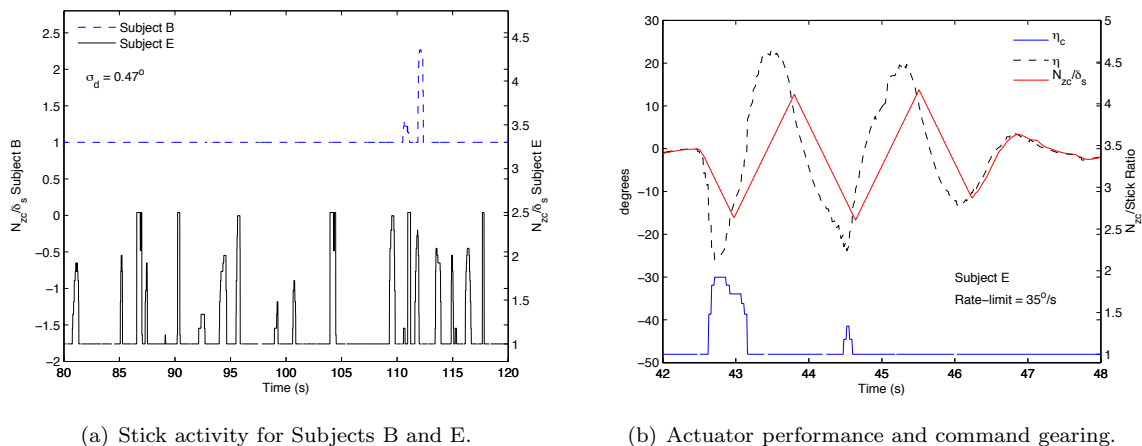 Subject B
Subject E
σd = 0.47o
2.5
2
1.5
1
0.5
0
−0.5
−1
−1.5
−2
Nzc/δs Subject B
4.5
4
3.5
3
2.5
2
1.5
1
Nzc/δs Subject E
80 85 90 95 100 105 110 115 120
Time (s)
(a) Stick activity for Subjects B and E.
ηc
η
Nzc/δs
30
20
10
0
−10
−20
−30
−40
−50
degrees
5
4.5
4
3.5
3
2.5
2
1.5
1
Nzc/Stick Ratio
Subject E
Rate−limit = 35o/s
42 43 44 45 46 47 48
Time (s)
(b) Actuator performance and command gearing.